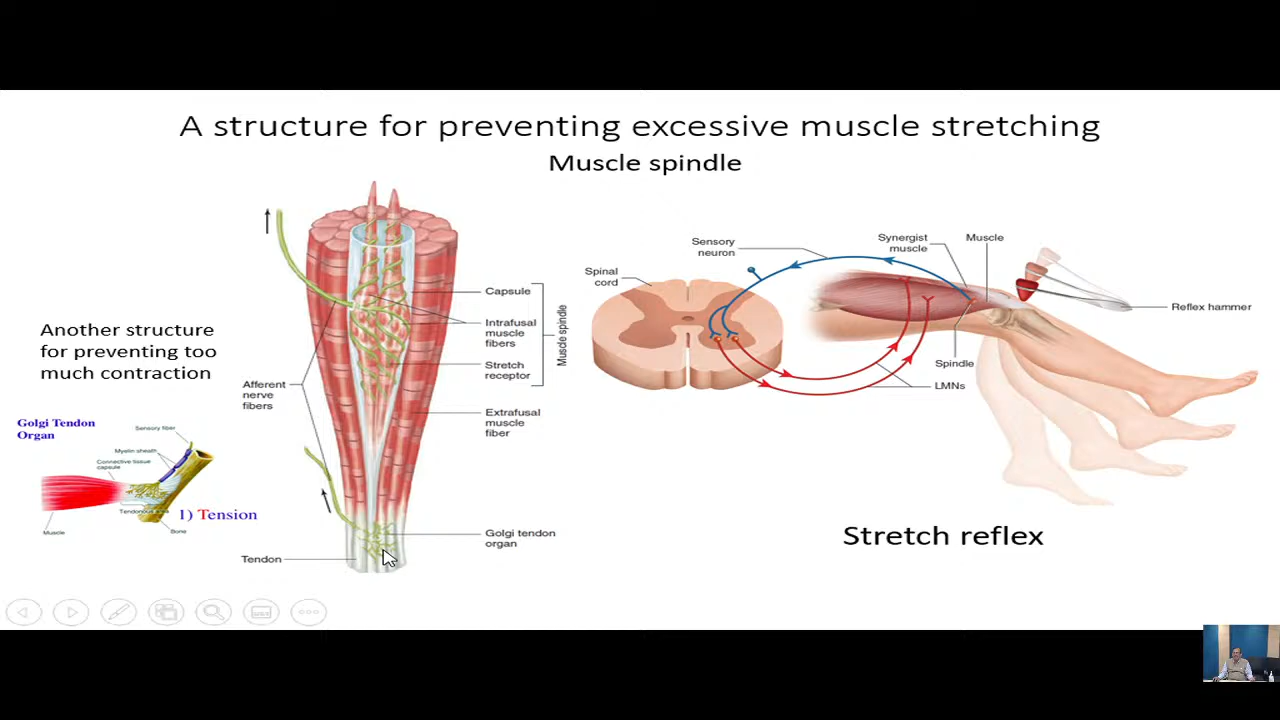 A structure for preventing excessive muscle stretching
Muscle spindle
Another structure
for preventing too
much contraction
Golgi Tendon
Organ
Sensory fiber
Myelin sheath
Connective tissue
capsule
Muscle
Bone
1) Tension
Capsule
Intrafusal
muscle
fibers
Stretch
receptor
Muscle spindle
Extrafusal
muscle
fiber
Afferent
nerve
fibers
Golgi tendon
organ
Tendon
Spinal
cord
Sensory
neuron
Synergist
muscle
Muscle
Reflex hammer
Spindle
LMNs
Stretch reflex